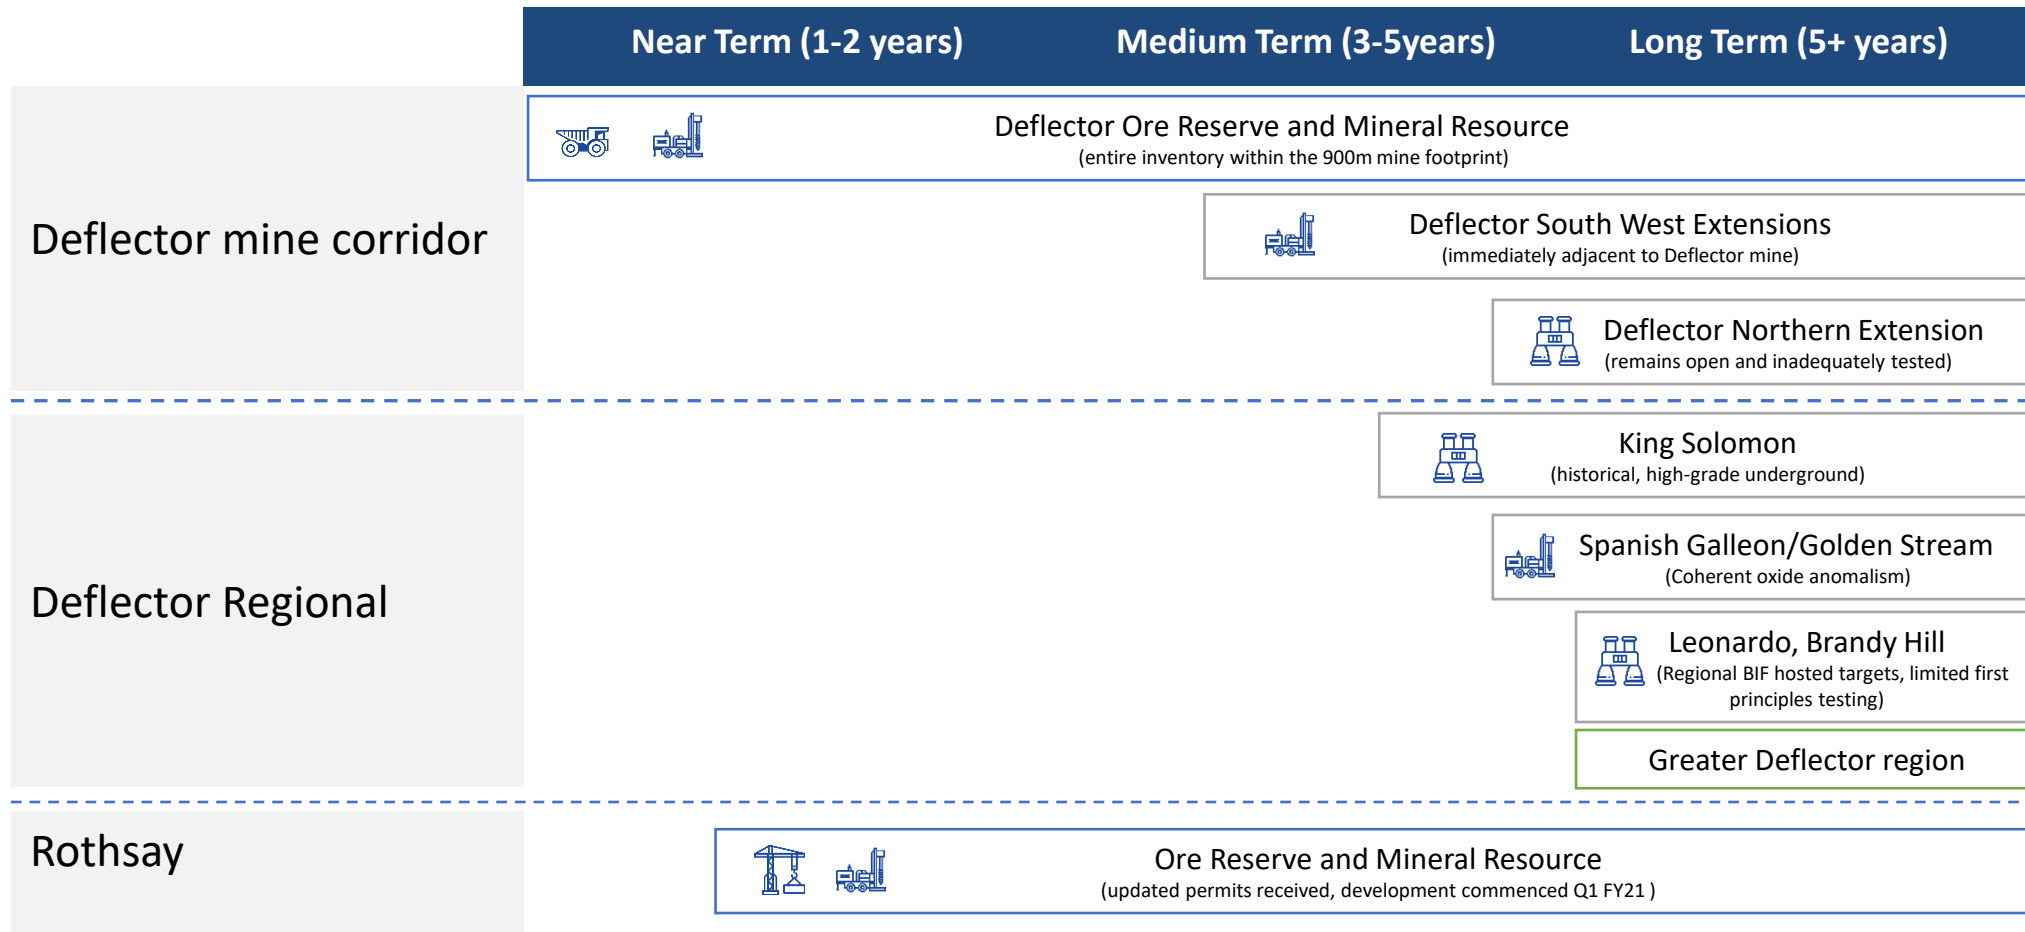 Near Term (1-2 years)
Medium Term (3-5years)
Long Term (5+ years)
Deflector mine corridor
Deflector Ore Reserve and Mineral Resource
(entire inventory within the 900m mine footprint)
Deflector South West Extensions
(immediately adjacent to Deflector mine)
Deflector Northern Extension
(remains open and inadequately tested)
Deflector Regional
King Solomon
(historical, high-grade underground)
Spanish Galleon/Golden Stream
(Coherent oxide anomalism)
Leonardo, Brandy Hill
(Regional BIF hosted targets, limited first
principles testing)
Greater Deflector region
Rothsay
Ore Reserve and Mineral Resource
(updated permits received, development commenced Q1 FY21 )